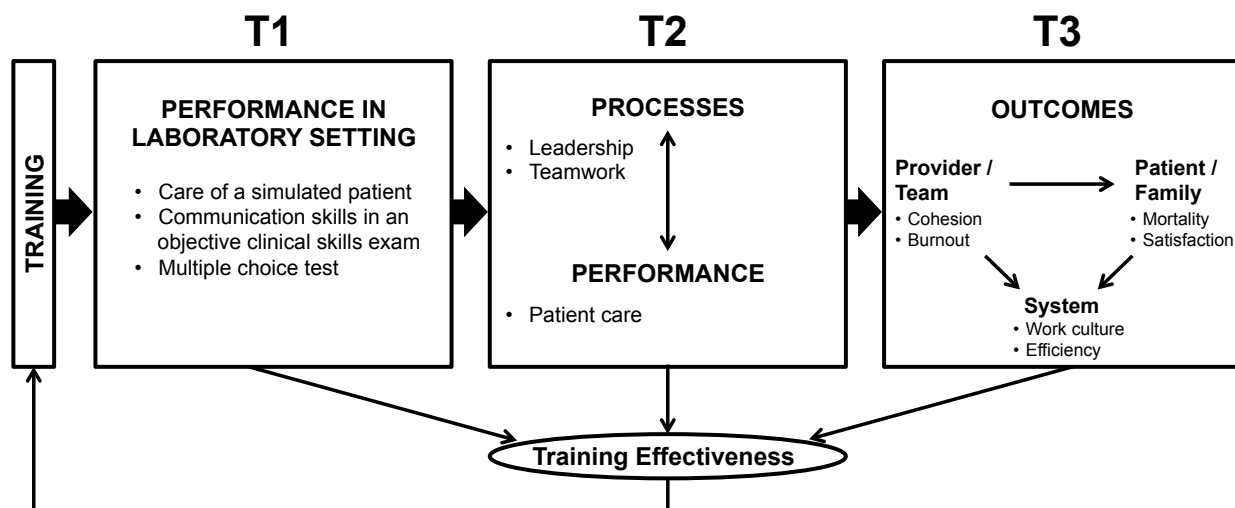 T1
T2
T3
TRAINING
PERFORMANCE IN
LABORATORY SETTING
• Care of a simulated patient
• Communication skills in an
objective clinical skills exam
• Multiple choice test
PROCESSES
• Leadership
• Teamwork
PERFORMANCE
• Patient care
OUTCOMES
Provider /
Team
• Cohesion
• Burnout
Patient /
Family
• Mortality
• Satisfaction
System
• Work culture
• Efficiency
Training Effectiveness